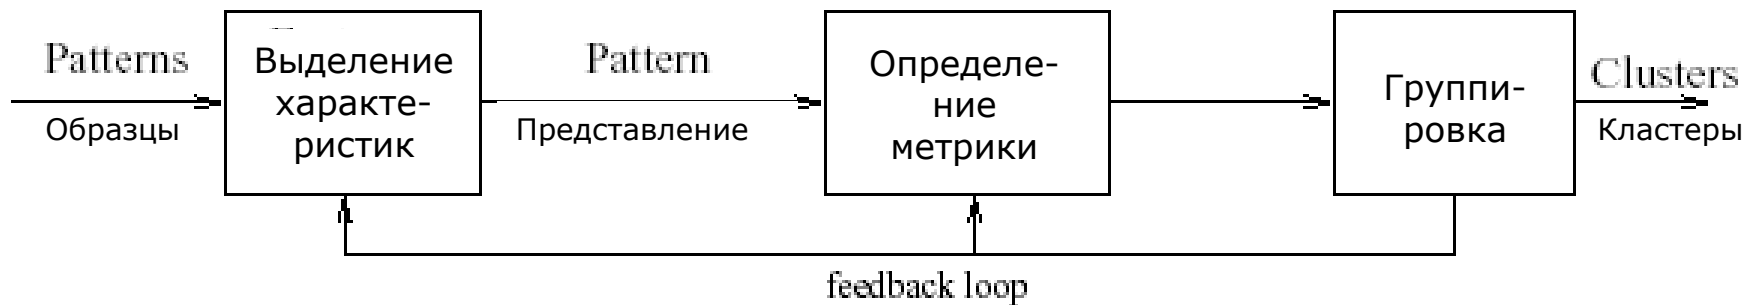 Patterns
Образцы
Выделение
характе-
ристик
Pattern
Представление
Определе-
ние
метрики
Группи-
ровка
Clusters
Кластеры
feedback loop